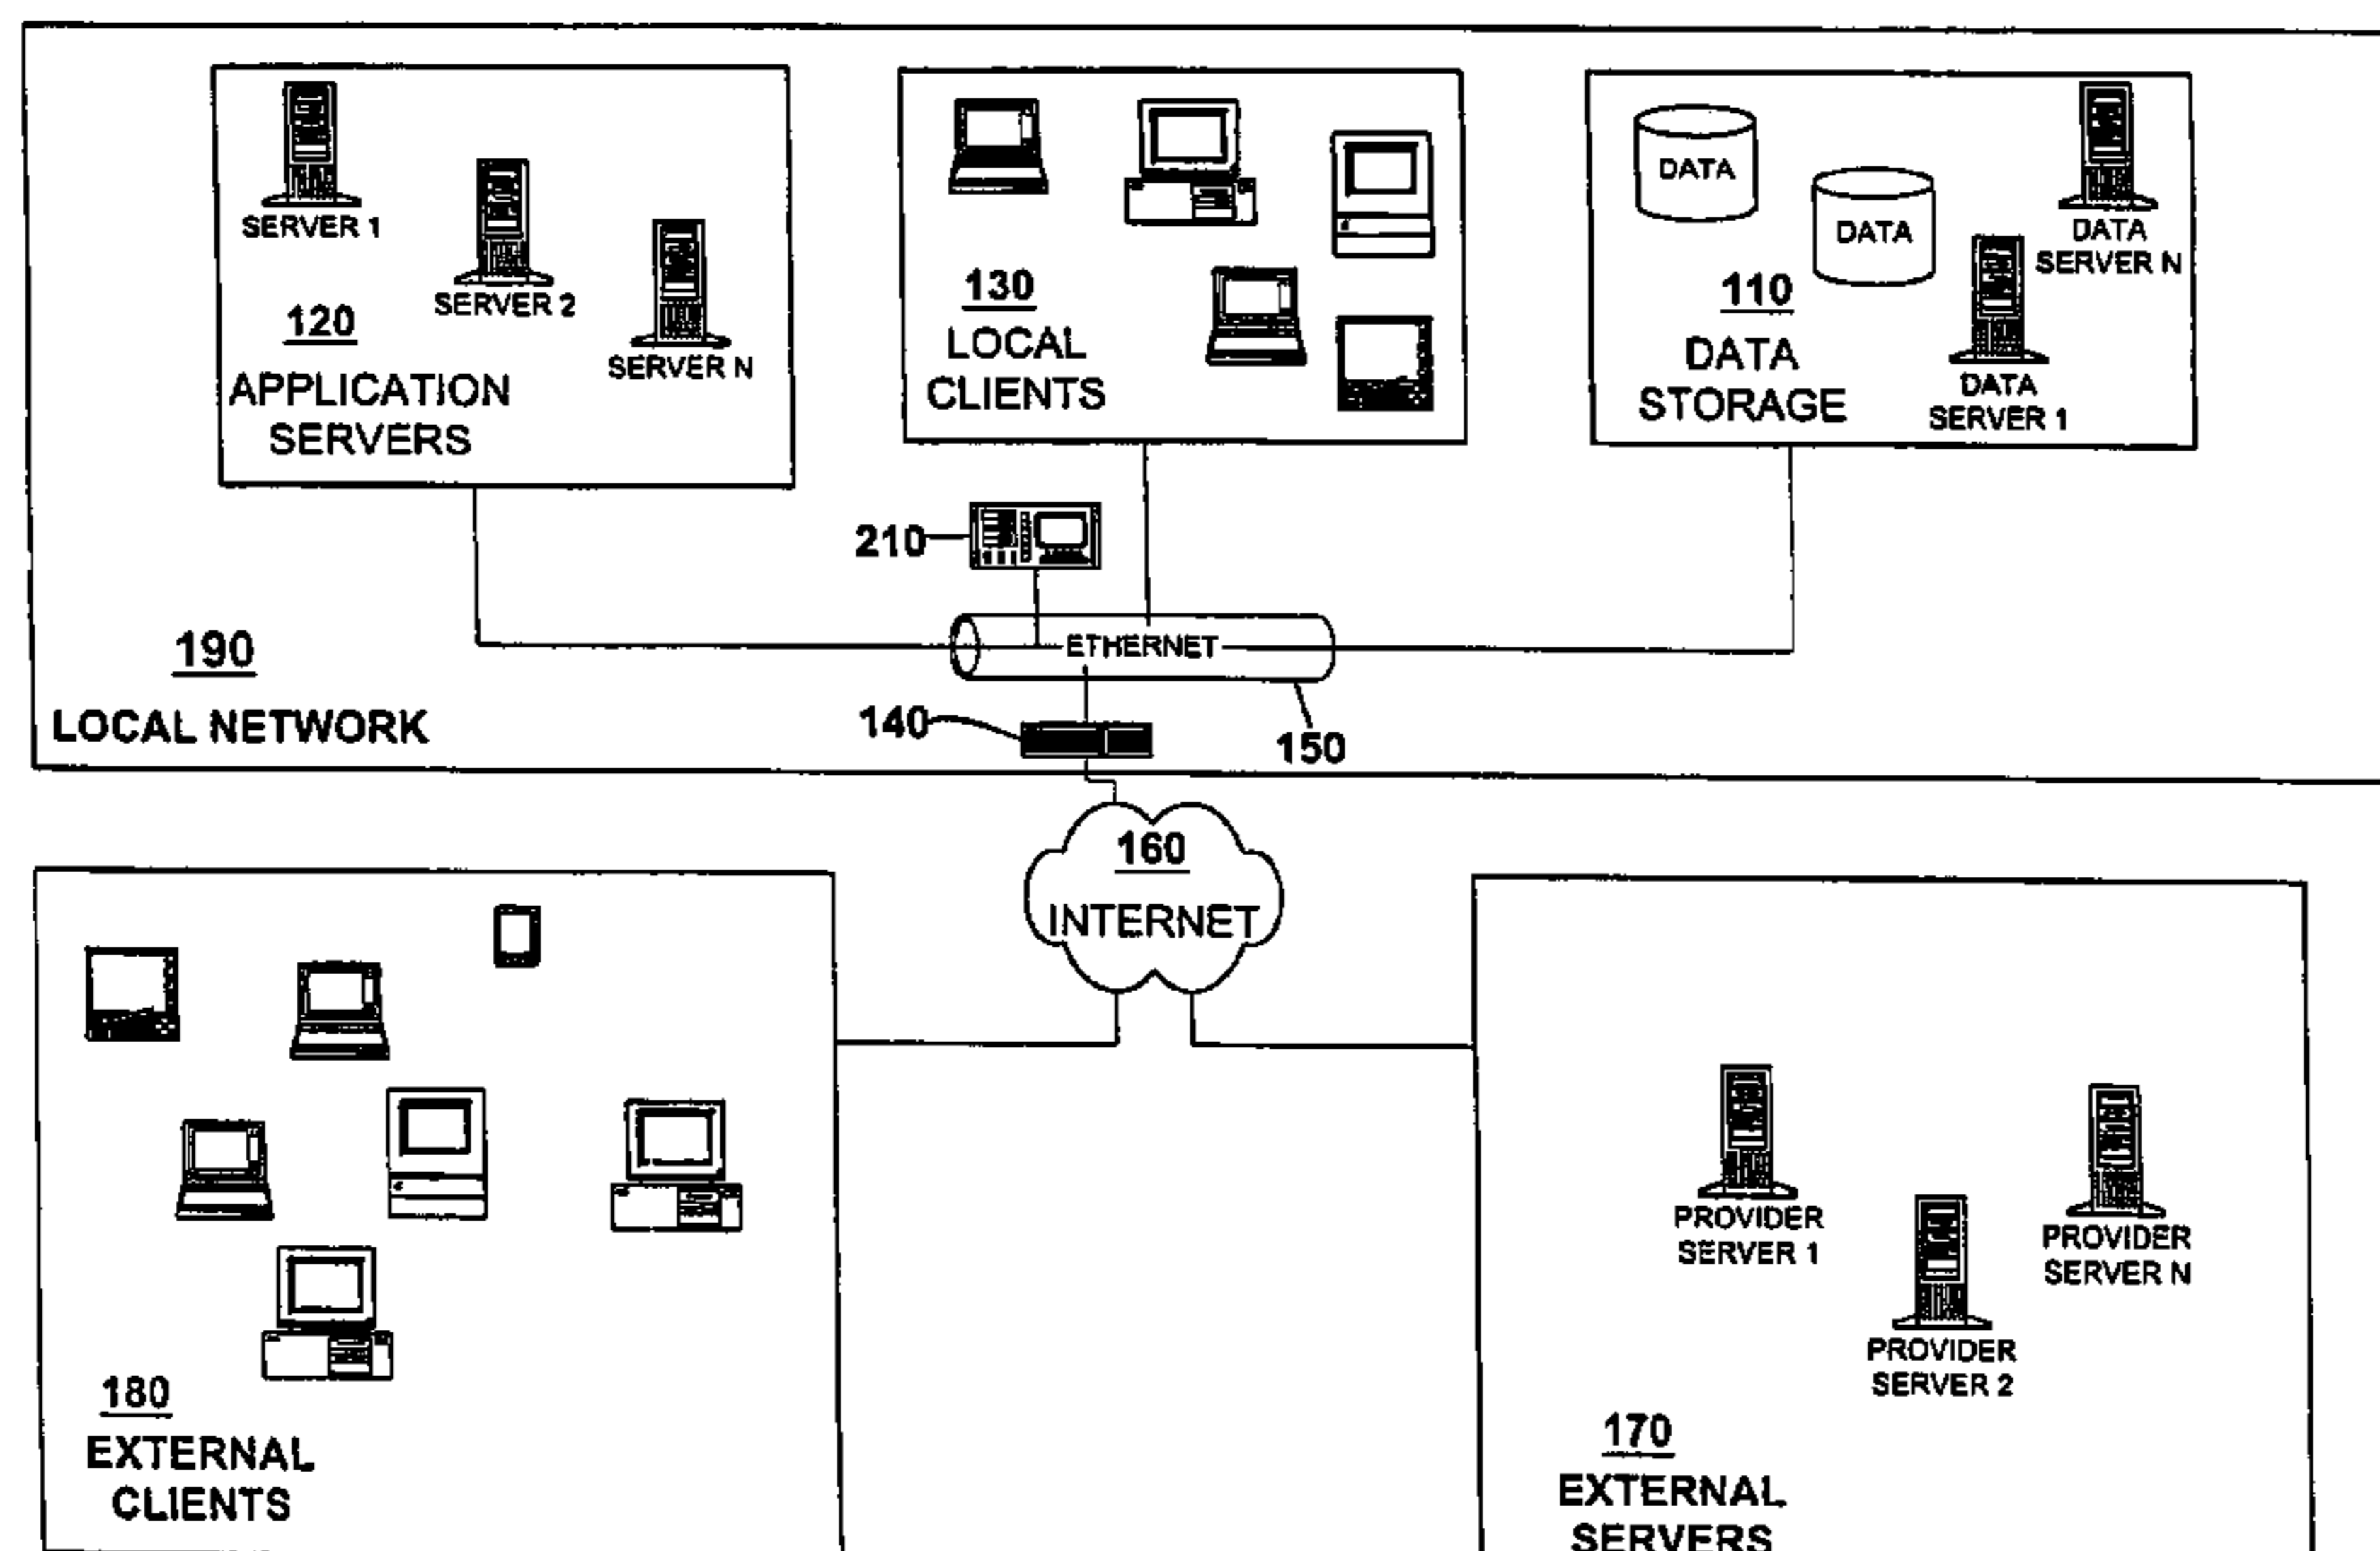 SERVER 1
SERVER 2
SERVER N
120
APPLICATION
SERVERS
130
LOCAL
CLIENTS
DATA
DATA
DATA
SERVER N
110
DATA
STORAGE
DATA
SERVER 1
210
ETHERNET
190
LOCAL NETWORK
140
150
160
INTERNET
180
EXTERNAL
CLIENTS
PROVIDER
SERVER 1
PROVIDER
SERVER N
PROVIDER
SERVER 2
170
EXTERNAL
SERVERS